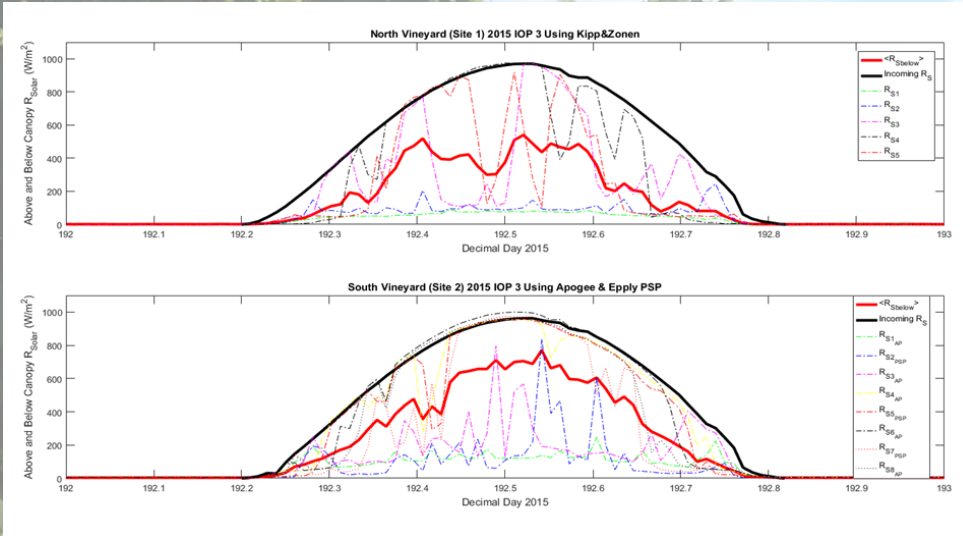 North Vineyard (Site 1) 2015 IOP 3 Using Kipp&Zonen
Above and Below Canopy R_Solar (W/m^2)
1000
800
600
400
200
0
192 192.1 192.2 192.3 192.4 192.5 192.6 192.7 192.8 192.9 193
Decimal Day 2015
<R_Sbelow>
Incoming R_S
R_S1
R_S2
R_S3
R_S4
R_S5
South Vineyard (Site 2) 2015 IOP 3 Using Apogee & Epply PSP
Above and Below Canopy R_Solar (W/m^2)
1000
800
600
400
200
0
192 192.1 192.2 192.3 192.4 192.5 192.6 192.7 192.8 192.9 193
Decimal Day 2015
<R_Sbelow>
Incoming R_S
R_S1_AP
R_S2_PSP
R_S3_AP
R_S4_AP
R_S5_PSP
R_S6_AP
R_S7_PSP
R_S8_AP